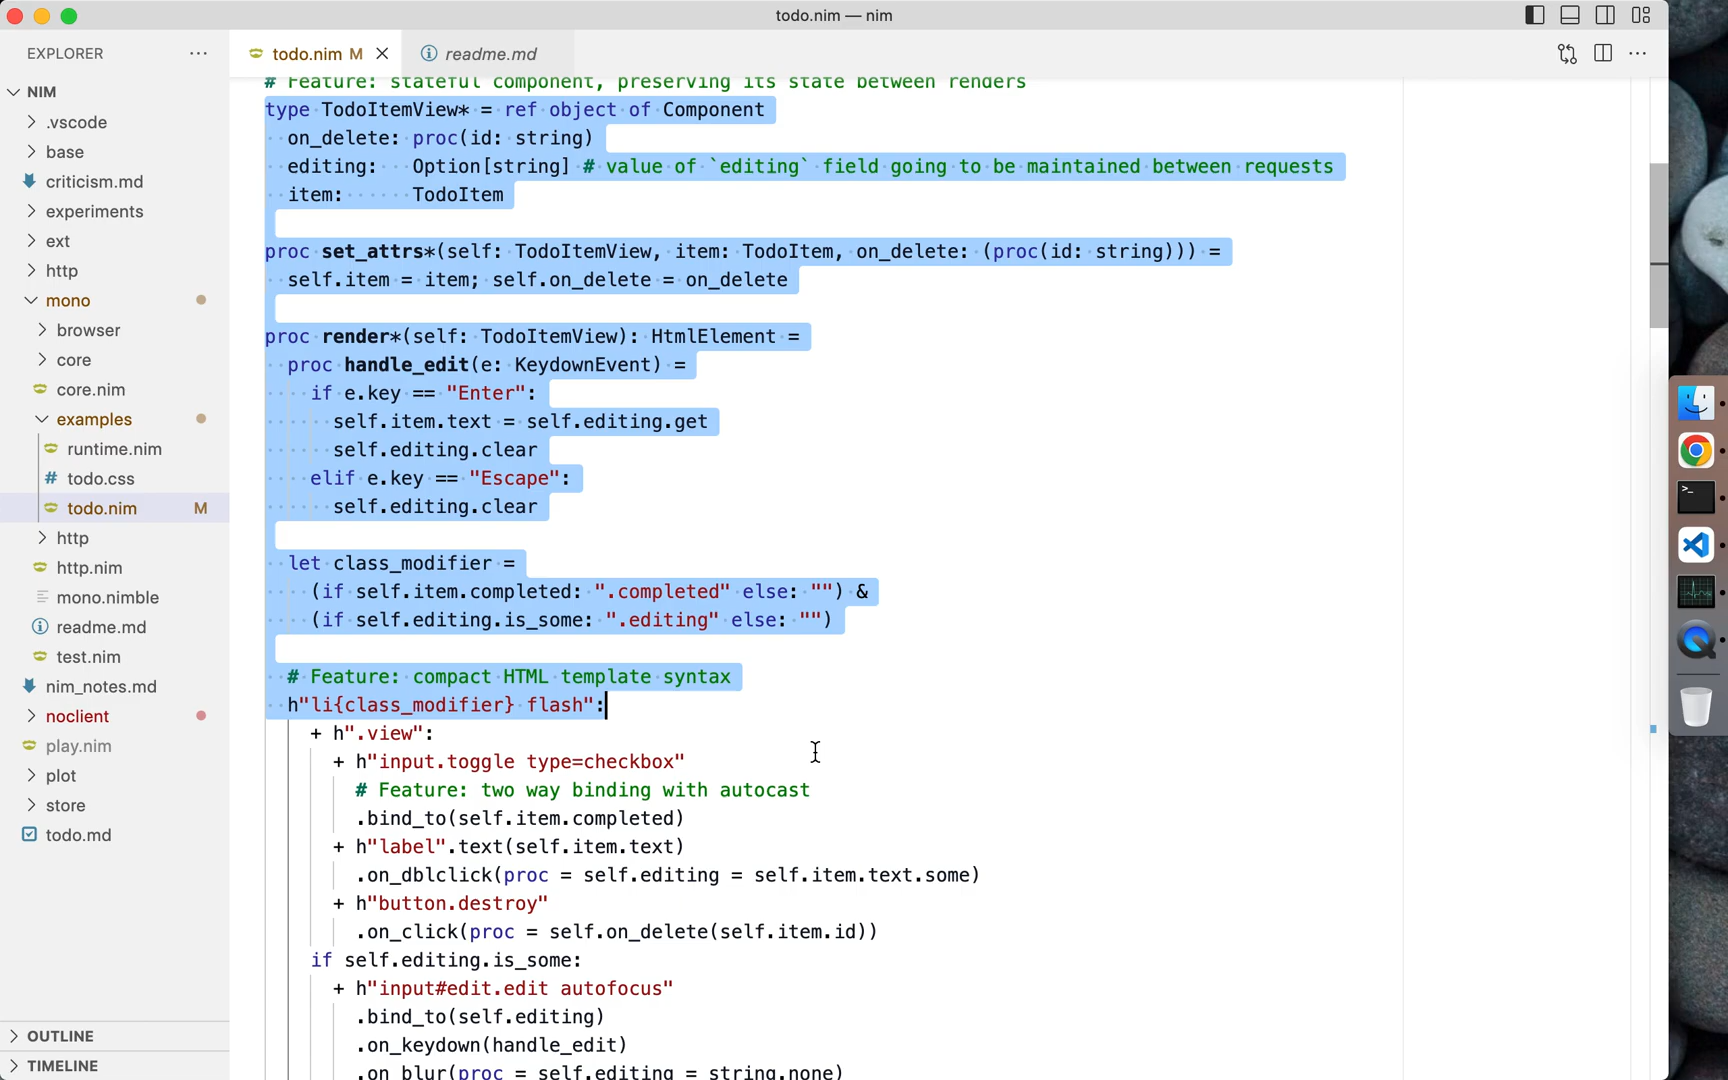 todo.nim — nim
EXPLORER
todo.nim M
readme.md
NIM
.vscode
base
criticism.md
experiments
ext
http
mono
browser
core
core.nim
examples
runtime.nim
todo.css
todo.nim M
http
http.nim
mono.nimble
readme.md
test.nim
nim_notes.md
noclient
play.nim
plot
store
todo.md
OUTLINE
TIMELINE
# Feature: stateful component, preserving its state between renders
type TodoItemView* = ref object of Component
  on_delete: proc(id: string)
  editing:   Option[string] # value of `editing` field going to be maintained between requests
  item:      TodoItem
proc set_attrs*(self: TodoItemView, item: TodoItem, on_delete: (proc(id: string))) =
  self.item = item; self.on_delete = on_delete
proc render*(self: TodoItemView): HtmlElement =
  proc handle_edit(e: KeydownEvent) =
    if e.key == "Enter":
      self.item.text = self.editing.get
      self.editing.clear
    elif e.key == "Escape":
      self.editing.clear
  let class_modifier =
    (if self.item.completed: ".completed" else: "") &
    (if self.editing.is_some: ".editing" else: "")
  # Feature: compact HTML template syntax
  h"li{class_modifier} flash":
    + h".view":
      + h"input.toggle type=checkbox"
        # Feature: two way binding with autocast
        .bind_to(self.item.completed)
      + h"label".text(self.item.text)
        .on_dblclick(proc = self.editing = self.item.text.some)
      + h"button.destroy"
        .on_click(proc = self.on_delete(self.item.id))
    if self.editing.is_some:
      + h"input#edit.edit autofocus"
        .bind_to(self.editing)
        .on_keydown(handle_edit)
        .on_blur(proc = self.editing = string.none)